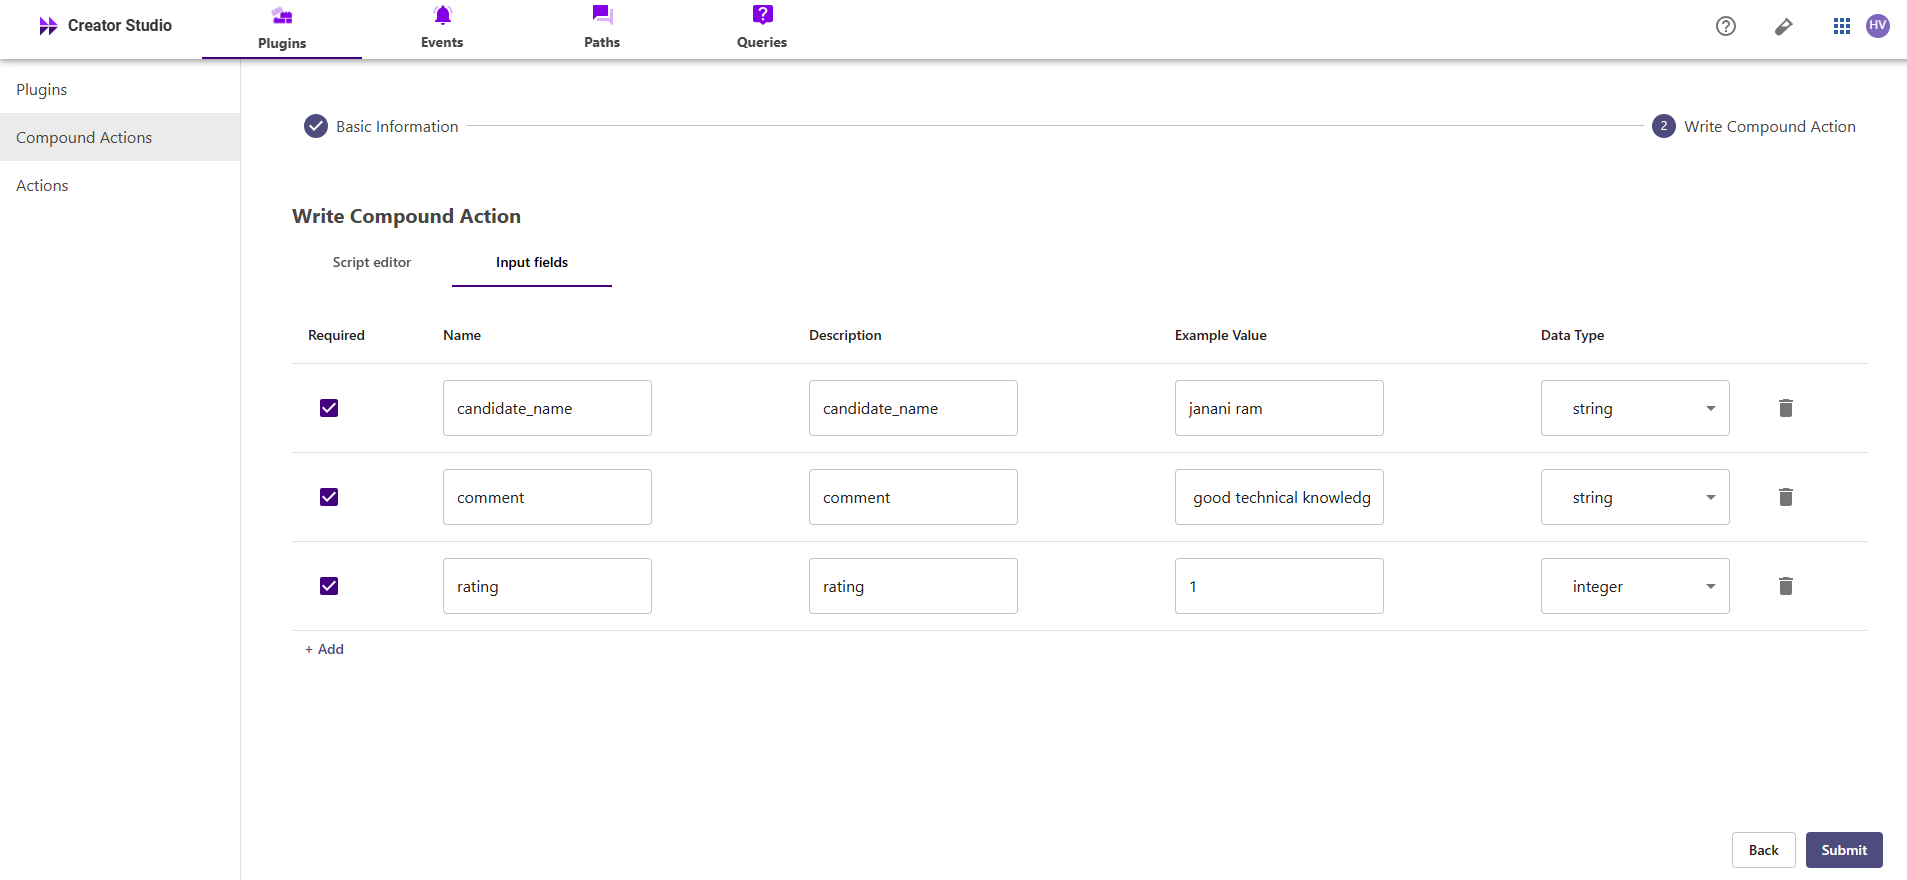 Creator Studio
Plugins
Events
Paths
Queries
HV
Plugins
Compound Actions
Actions
Basic Information
2 Write Compound Action
Write Compound Action
Script editor
Input fields
Required Name Description Example Value Data Type
candidate_name candidate_name janani ram string
comment comment good technical knowledg string
rating rating 1 integer
+ Add
Back Submit